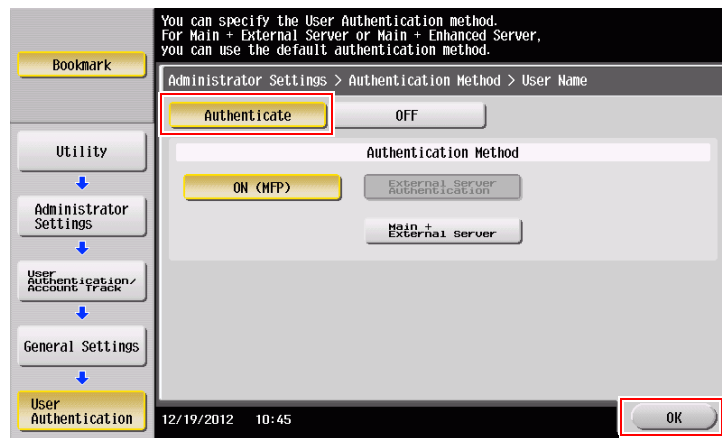 You can specify the User Authentication method.
For Main + External Server or Main + Enhanced Server,
you can use the default authentication method.
Bookmark
Administrator Settings > Authentication Method > User Name
Authenticate
OFF
Utility
Authentication Method
ON (MFP)
External Server
Authentication
Administrator
Settings
Main +
External Server
User
Authentication/
Account Track
General Settings
User
Authentication
12/19/2012 10:45
OK